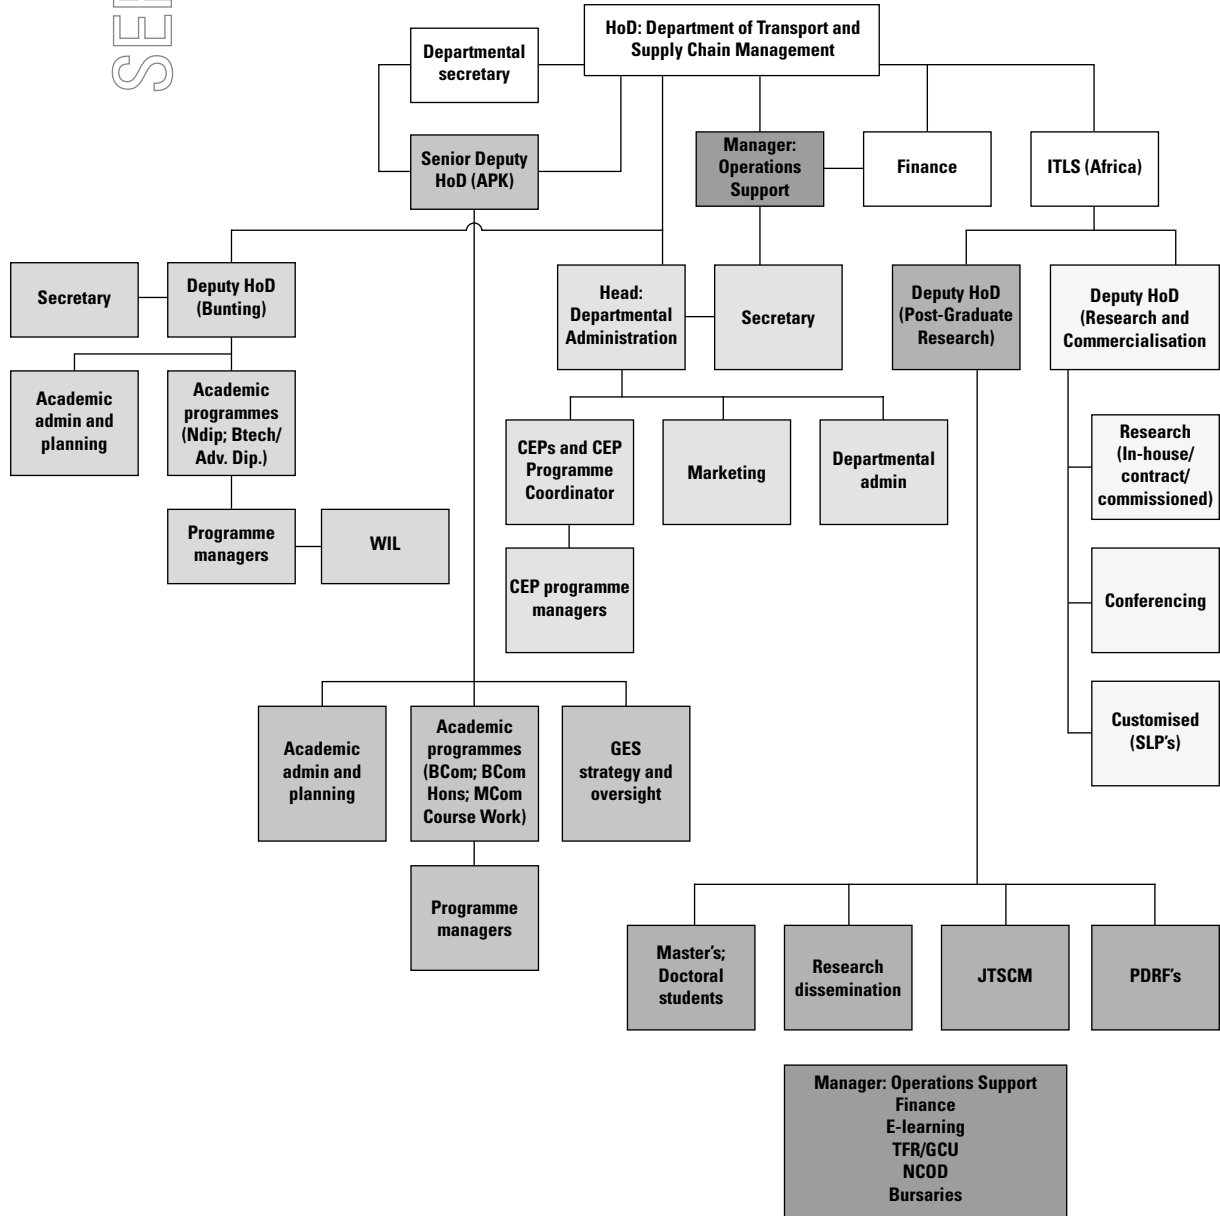 SER
HoD: Department of Transport and
Supply Chain Management
Departmental
secretary
Senior Deputy
HoD (APK)
Manager:
Operations
Support
Finance
ITLS (Africa)
Secretary
Deputy HoD
(Bunting)
Head:
Departmental
Administration
Secretary
Deputy HoD
(Post-Graduate
Research)
Deputy HoD
(Research and
Commercialisation
Academic
admin and
planning
Academic
programmes
(Ndip; Btech/
Adv. Dip.)
CEPs and CEP
Programme
Coordinator
Marketing
Departmental
admin
Research
(In-house/
contract/
commissioned)
Programme
managers
WIL
CEP programme
managers
Conferencing
Customised
(SLP's)
Academic
admin and
planning
Academic
programmes
(BCom; BCom
Hons; MCom
Course Work)
GES
strategy and
oversight
Programme
managers
Master's;
Doctoral
students
Research
dissemination
JTSCM
PDRF's
Manager: Operations Support
Finance
E-learning
TFR/GCU
NCOD
Bursaries